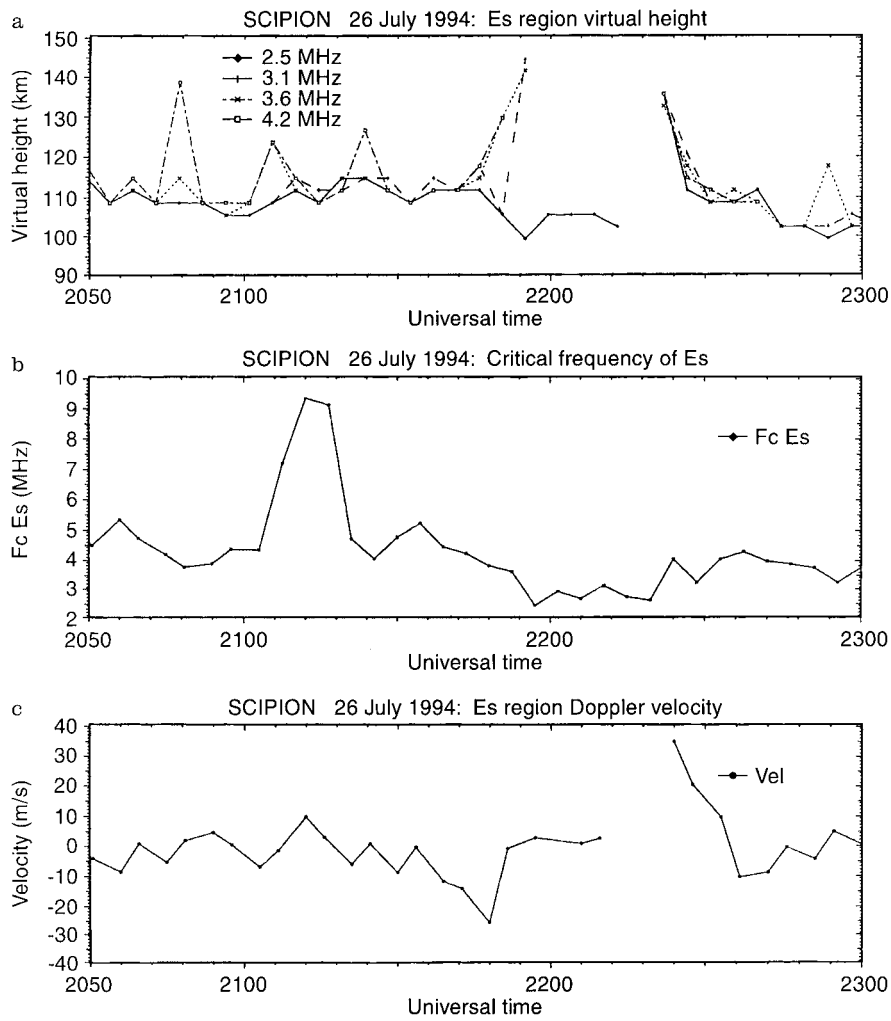 a
SCIPION 26 July 1994: Es region virtual height
150
140
130
120
110
100
90
Virtual height (km)
2.5 MHz
3.1 MHz
3.6 MHz
4.2 MHz
2050 2100 2200 2300
Universal time
b
SCIPION 26 July 1994: Critical frequency of Es
10
9
8
7
6
5
4
3
2
Fc Es (MHz)
Fc Es
2050 2100 2200 2300
Universal time
c
SCIPION 26 July 1994: Es region Doppler velocity
40
30
20
10
0
-10
-20
-30
-40
Velocity (m/s)
Vel
2050 2100 2200 2300
Universal time